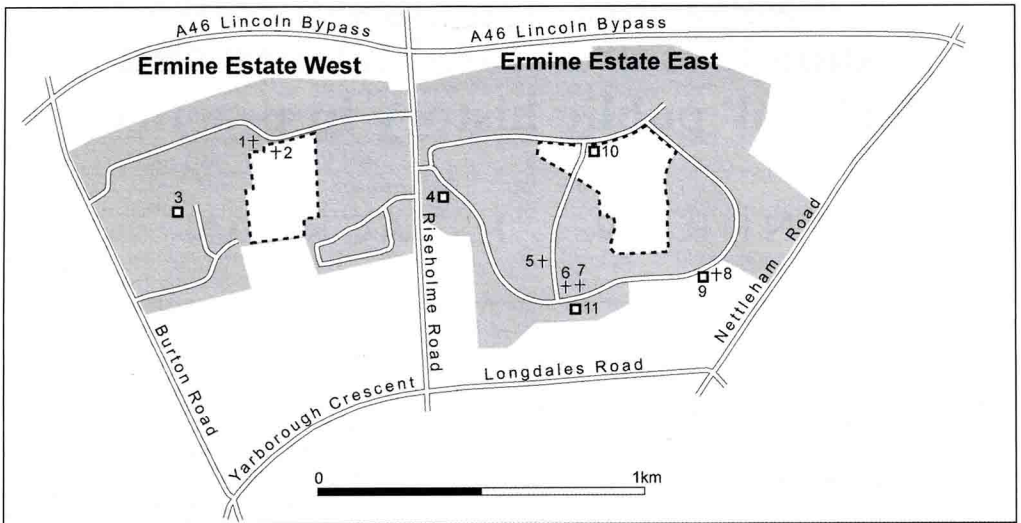 A46 Lincoln Bypass
A46 Lincoln Bypass
Ermine Estate West
Ermine Estate East
1
2
10
3
4
Riseholme Road
Nettleham Road
5
6 7
8
9
11
Burton Road
Longdales Road
Yarborough Crescent
0
1km